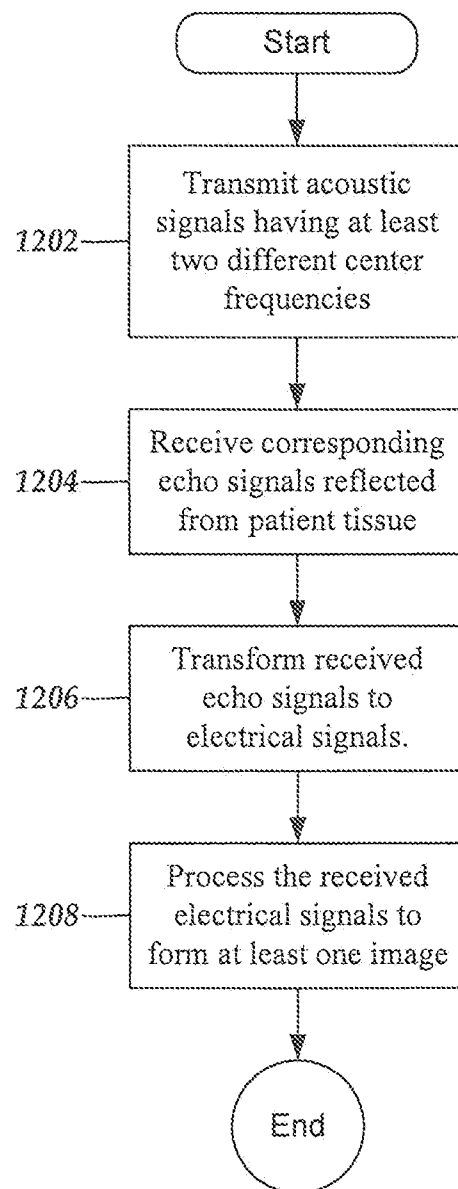 Start
Transmit acoustic
signals having at least
1202
two different center
frequencies
Receive corresponding
1204
echo signals reflected
from patient tissue
Transform received
1206
echo signals to
electrical signals.
Process the received
1208
electrical signals to
form at least one image
End